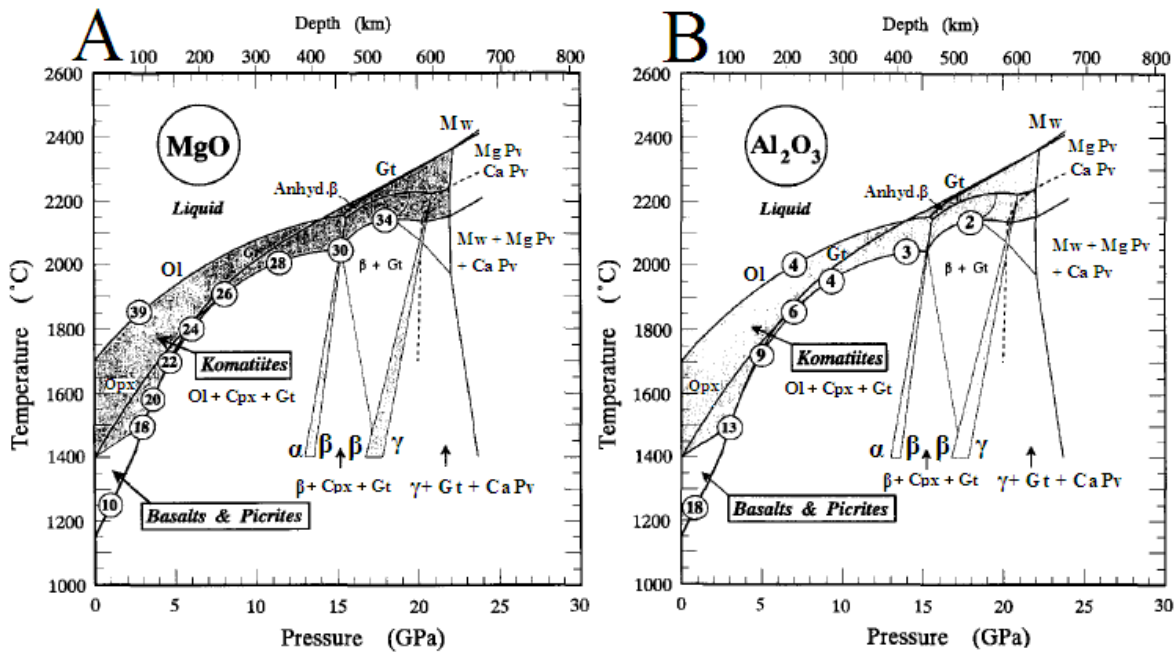 A
Depth (km)
0 100 200 300 400 500 600 700 800
2600
2400
2200
2000
1800
1600
1400
1200
1000
Temperature (°C)
MgO
Liquid
Mw
Mg Pv
Ca Pv
Gt
Anhyd.β
34
30
28
26
24
22
20
18
10
39
Ol
Opx
β + Gt
Mw + Mg Pv
+ Ca Pv
Komatiites
Ol + Cpx + Gt
α β β γ
β + Cpx + Gt
γ + Gt + Ca Pv
Basalts & Picrites
0 5 10 15 20 25 30
Pressure (GPa)
B
Depth (km)
0 100 200 300 400 500 600 700 800
2600
2400
2200
2000
1800
1600
1400
1200
1000
Temperature (°C)
Al2O3
Liquid
Mw
Mg Pv
Ca Pv
Gt
Anhyd.β
2
3
4
4
6
9
13
18
Ol
Gt
Opx
β + Gt
Mw + Mg Pv
+ Ca Pv
Komatiites
Ol + Cpx + Gt
α β β γ
β + Cpx + Gt
γ + Gt + Ca Pv
Basalts & Picrites
0 5 10 15 20 25 30
Pressure (GPa)